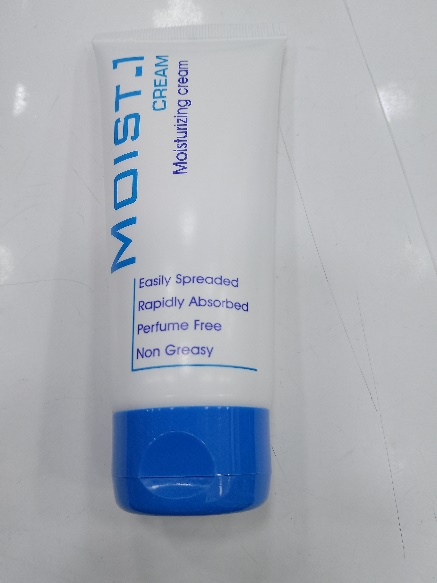 MOIST.1
CREAM
Moisturizing cream
Easily Spreaded
Rapidly Absorbed
Perfume Free
Non Greasy